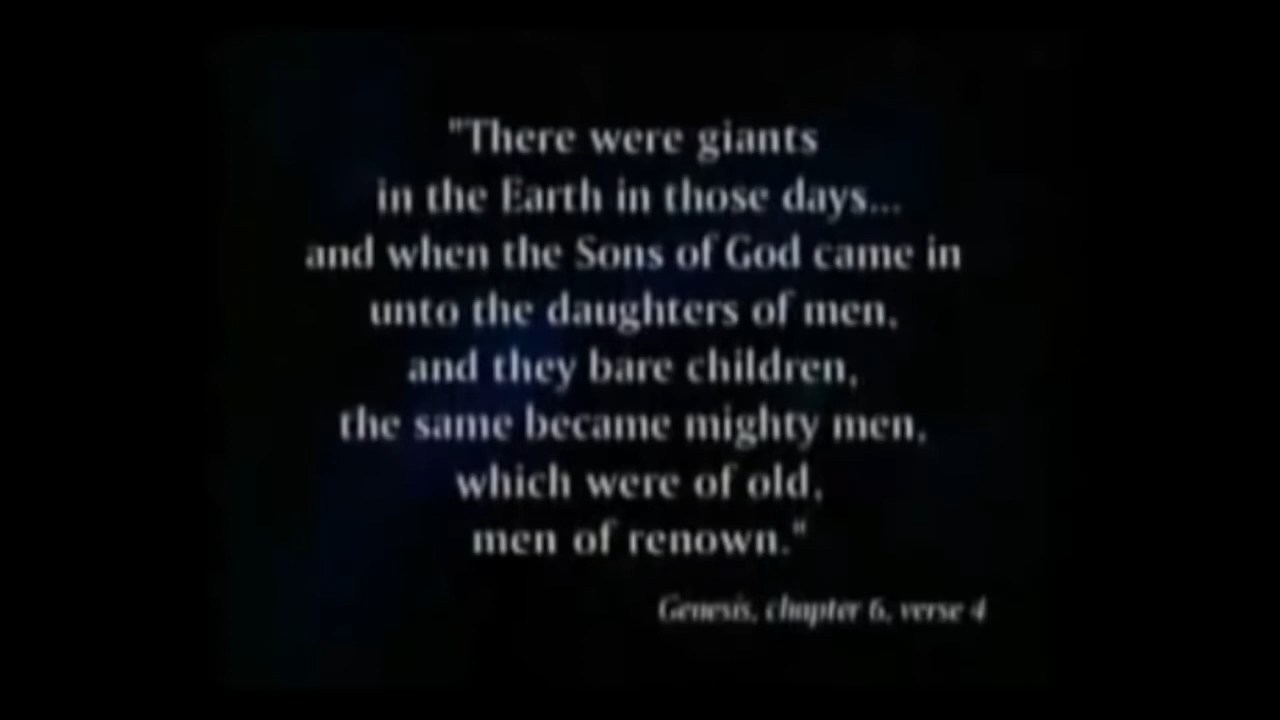 "There were giants
in the Earth in those days...
and when the Sons of God came in
unto the daughters of men,
and they bare children,
the same became mighty men,
which were of old,
men of renown."
Genesis, chapter 6, verse 4